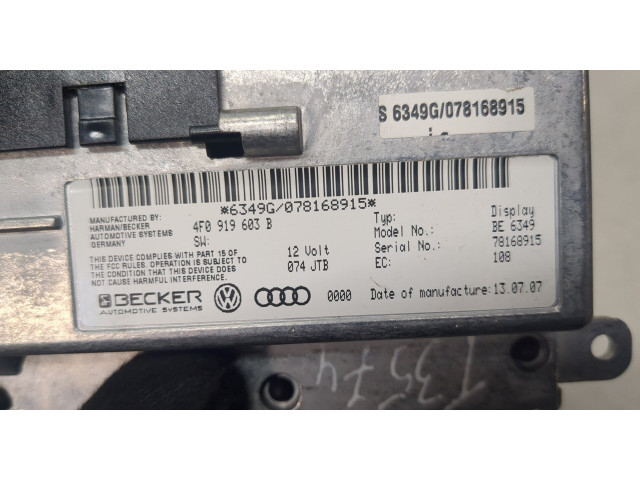 S 6349G/078168915
*6349G/078168915*
MANUFACTURED BY:
HARMAN/BECKER
AUTOMOTIVE SYSTEMS
GERMANY
4F0 919 603 B
SW:
THIS DEVICE COMPLIES WITH PART 15 OF
THE FCC RULES. OPERATION IS SUBJECT TO
THE CONDITION THAT THIS DEVICE DOES
NOT CAUSE HARMFUL INTERFERENCE.
12 Volt
074 JTB
Typ: Display
Model No.: BE 6349
Serial No.: 78168915
EC: 108
BECKER
AUTOMOTIVE SYSTEMS
0000
Date of manufacture: 13.07.07
T3574